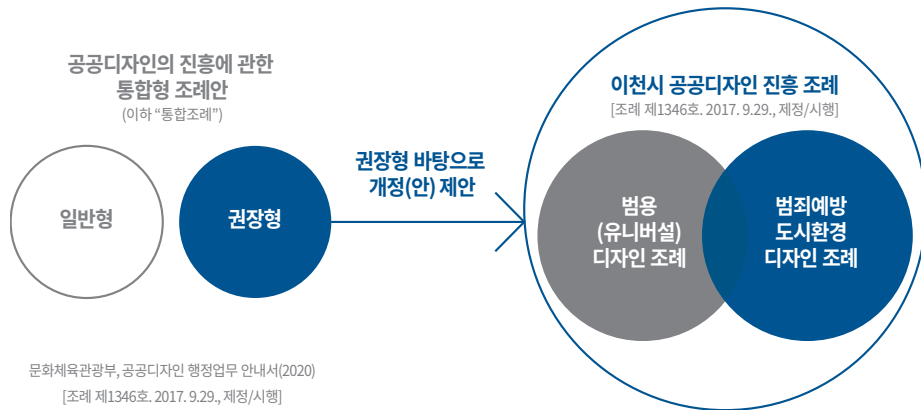 공공디자인의 진흥에 관한
통합형 조례안
(이하 “통합조례”)
일반형
권장형
권장형 바탕으로
개정(안) 제안
이천시 공공디자인 진흥 조례
[조례 제1346호. 2017. 9.29., 제정/시행]
범용
(유니버설)
디자인 조례
범죄예방
도시환경
디자인 조례
문화체육관광부, 공공디자인 행정업무 안내서(2020)
[조례 제1346호. 2017. 9.29., 제정/시행]